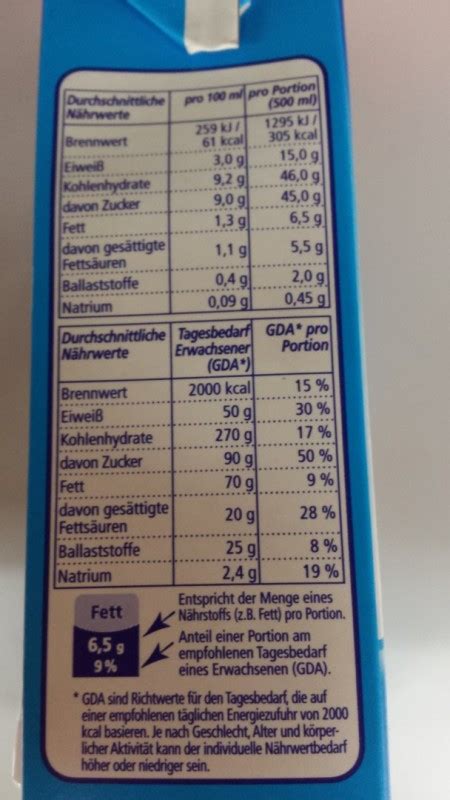 Durchschnittliche Nährwerte pro 100 ml pro Portion (500 ml)
Brennwert 259 kJ / 61 kcal 1295 kJ / 305 kcal
Eiweiß 3,0 g 15,0 g
Kohlenhydrate 9,2 g 46,0 g
davon Zucker 9,0 g 45,0 g
Fett 1,3 g 6,5 g
davon gesättigte Fettsäuren 1,1 g 5,5 g
Ballaststoffe 0,4 g 2,0 g
Natrium 0,09 g 0,45 g
Durchschnittliche Nährwerte Tagesbedarf Erwachsener (GDA*) GDA* pro Portion
Brennwert 2000 kcal 15 %
Eiweiß 50 g 30 %
Kohlenhydrate 270 g 17 %
davon Zucker 90 g 50 %
Fett 70 g 9 %
davon gesättigte Fettsäuren 20 g 28 %
Ballaststoffe 25 g 8 %
Natrium 2,4 g 19 %
Fett
6,5 g
9%
Entspricht der Menge eines
Nährstoffs (z.B. Fett) pro Portion.
Anteil einer Portion am
empfohlenen Tagesbedarf
eines Erwachsenen (GDA).
* GDA sind Richtwerte für den Tagesbedarf, die auf
einer empfohlenen täglichen Energiezufuhr von 2000
kcal basieren. Je nach Geschlecht, Alter und körper-
licher Aktivität kann der individuelle Nährwertbedarf
höher oder niedriger sein.